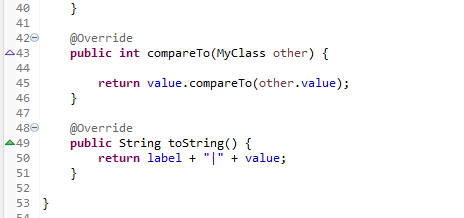 40 }
41
42 @Override
43 public int compareTo(MyClass other) {
44
45 return value.compareTo(other.value);
46 }
47
48 @Override
49 public String toString() {
50 return label + "|" + value;
51 }
52
53 }
54